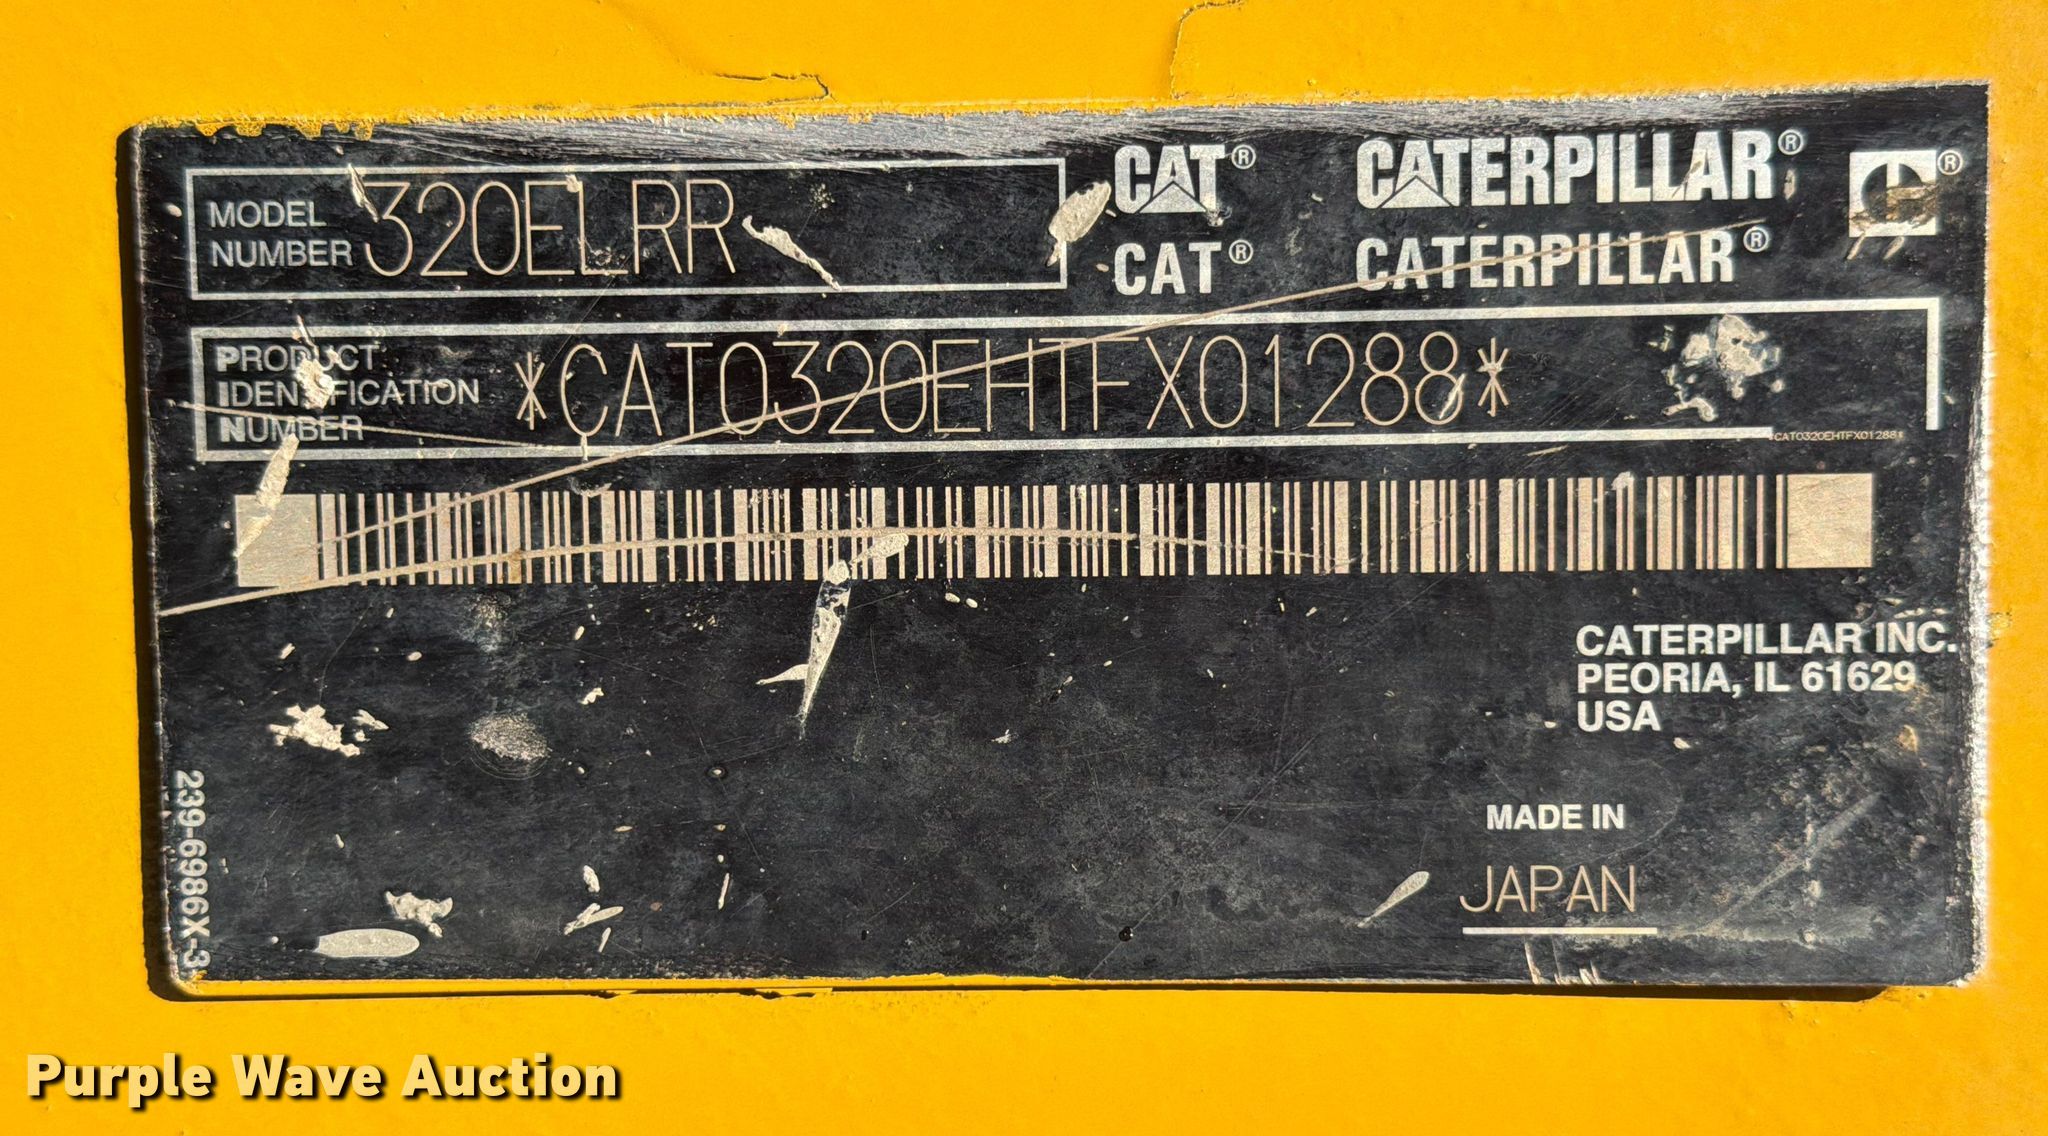 MODEL NUMBER 320ELRR
CAT® CATERPILLAR®
CAT® CATERPILLAR®
PRODUCT IDENTIFICATION NUMBER *CAT0320EHTFX01288*
*CAT0320EHTFX01288*
CATERPILLAR INC.
PEORIA, IL 61629
USA
MADE IN
JAPAN
239-6986X-3
Purple Wave Auction